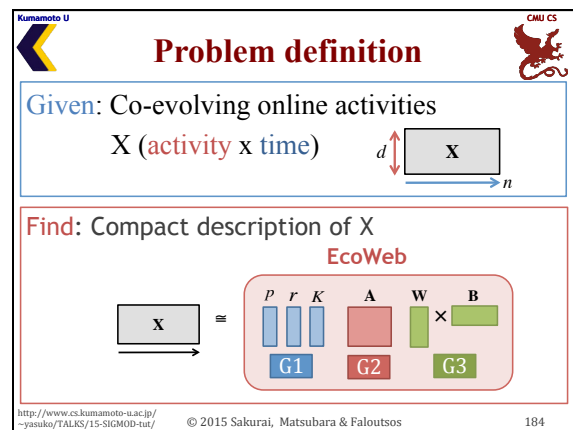 Kumamoto U
CMU CS
Problem definition
Given: Co-evolving online activities
X (activity x time)
d
X
n
Find: Compact description of X
EcoWeb
X
≅
p r K A W × B
G1 G2 G3
http://www.cs.kumamoto-u.ac.jp/
~yasuko/TALKS/15-SIGMOD-tut/
© 2015 Sakurai, Matsubara & Faloutsos
184